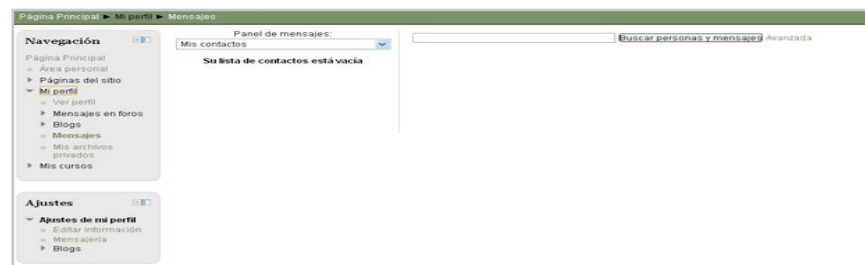 Página Principal ► Mi perfil ► Mensajes
Navegación
Página Principal
Área personal
Páginas del sitio
Mi perfil
Ver perfil
Mensajes en foros
Blogs
Mensajes
Mis archivos
privados
Mis cursos
Ajustes
Ajustes de mi perfil
Editar información
Mensajería
Blogs
Panel de mensajes:
Mis contactos
Su lista de contactos está vacía
Buscar personas y mensajes Avanzada